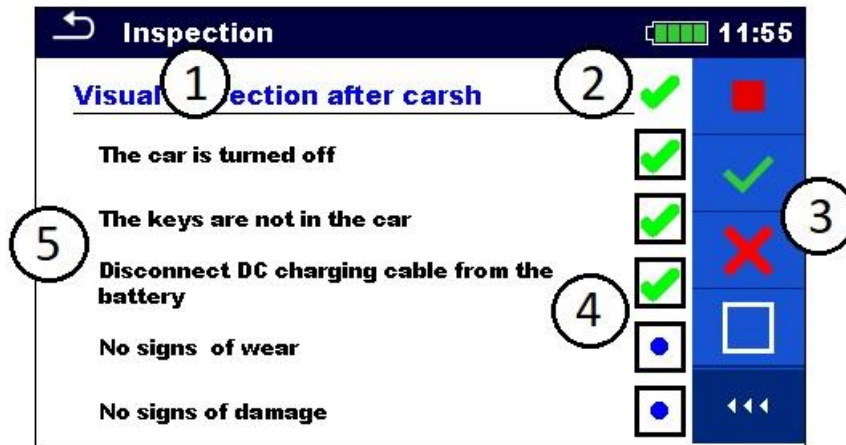 Inspection 11:55
1 2
Visual ection after carsh
The car is turned off
3
The keys are not in the car
5
Disconnect DC charging cable from the
battery
4
No signs of wear
No signs of damage